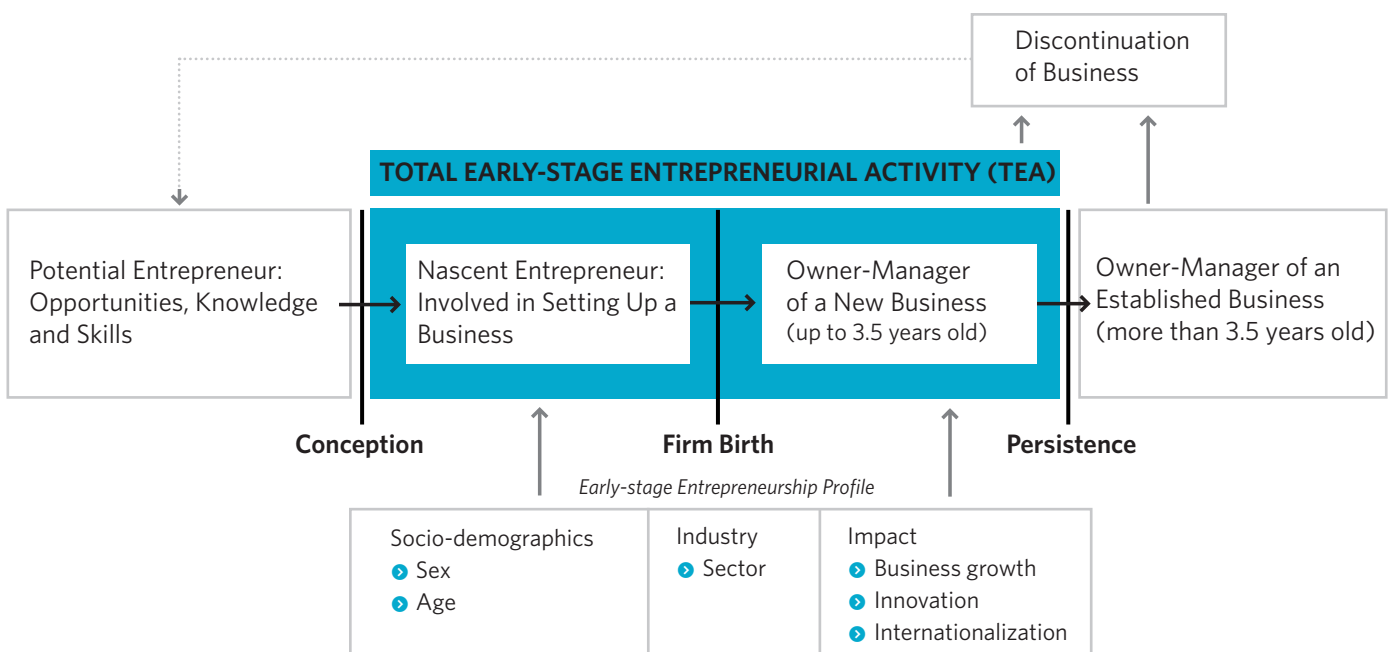 Discontinuation
of Business
TOTAL EARLY-STAGE ENTREPRENEURIAL ACTIVITY (TEA)
Potential Entrepreneur:
Opportunities, Knowledge
and Skills
Nascent Entrepreneur:
Involved in Setting Up a
Business
Owner-Manager
of a New Business
(up to 3.5 years old)
Owner-Manager of an
Established Business
(more than 3.5 years old)
Conception
Firm Birth
Persistence
Early-stage Entrepreneurship Profile
Socio-demographics
Sex
Age
Industry
Sector
Impact
Business growth
Innovation
Internationalization